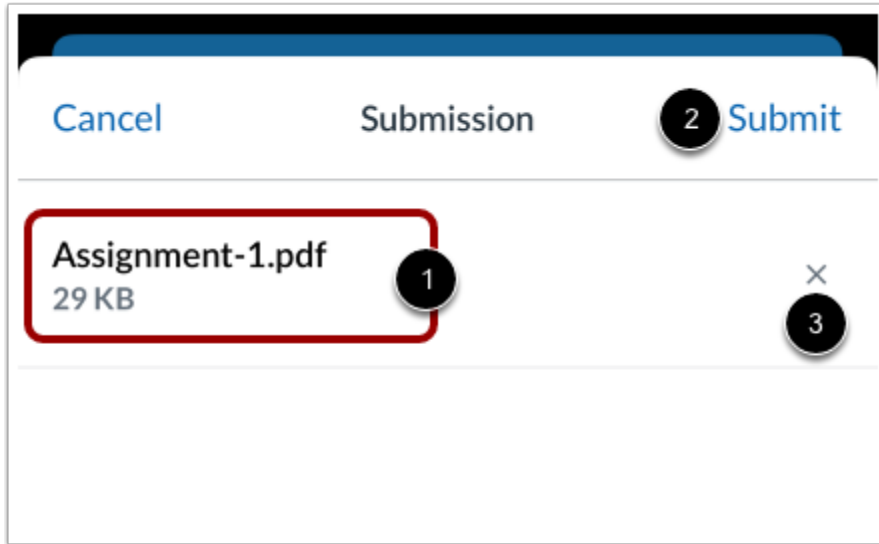 Cancel Submission 2 Submit
Assignment-1.pdf
1
29 KB
×
3